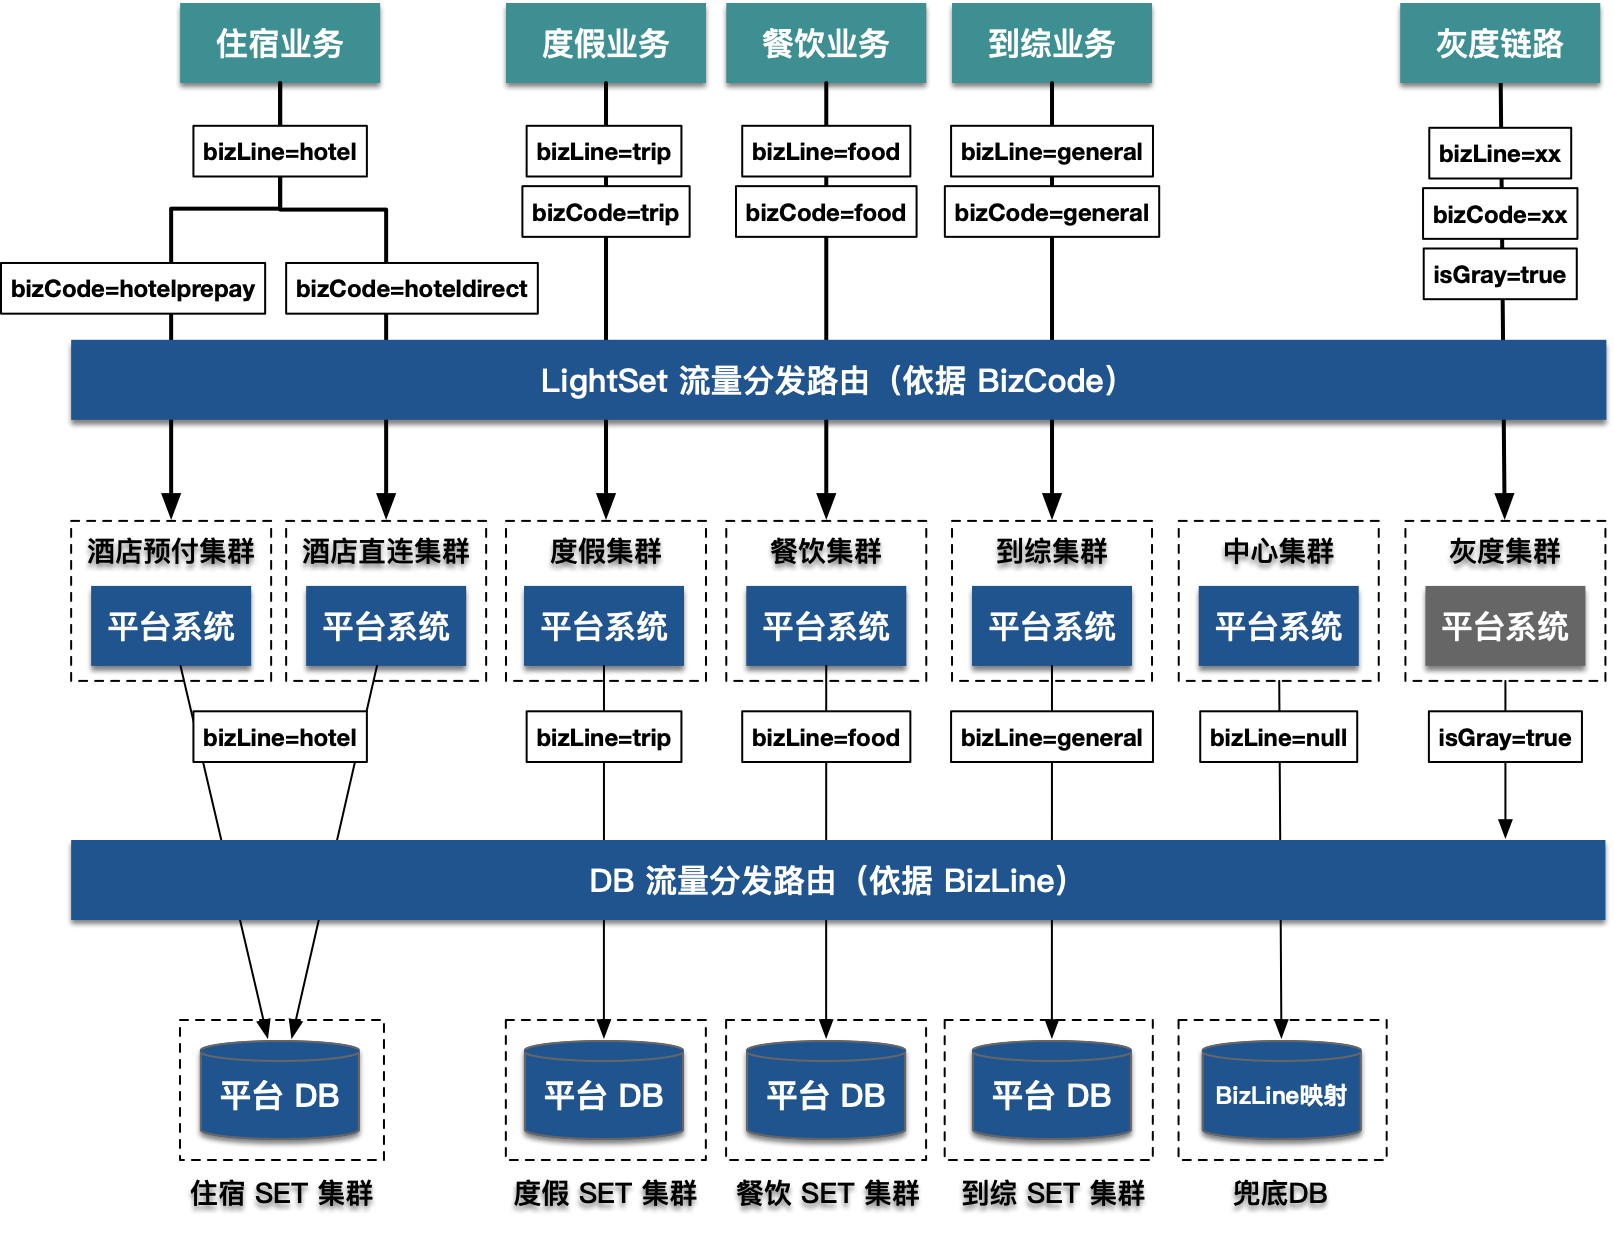 住宿业务
度假业务
餐饮业务
到综业务
灰度链路
bizLine=hotel
bizLine=trip
bizLine=food
bizLine=general
bizLine=xx
bizCode=trip
bizCode=food
bizCode=general
bizCode=xx
bizCode=hotelprepay
bizCode=hoteldirect
isGray=true
LightSet 流量分发路由（依据 BizCode）
酒店预付集群
酒店直连集群
度假集群
餐饮集群
到综集群
中心集群
灰度集群
平台系统
平台系统
平台系统
平台系统
平台系统
平台系统
平台系统
bizLine=hotel
bizLine=trip
bizLine=food
bizLine=general
bizLine=null
isGray=true
DB 流量分发路由（依据 BizLine）
平台 DB
平台 DB
平台 DB
平台 DB
BizLine映射
住宿 SET 集群
度假 SET 集群
餐饮 SET 集群
到综 SET 集群
兜底DB